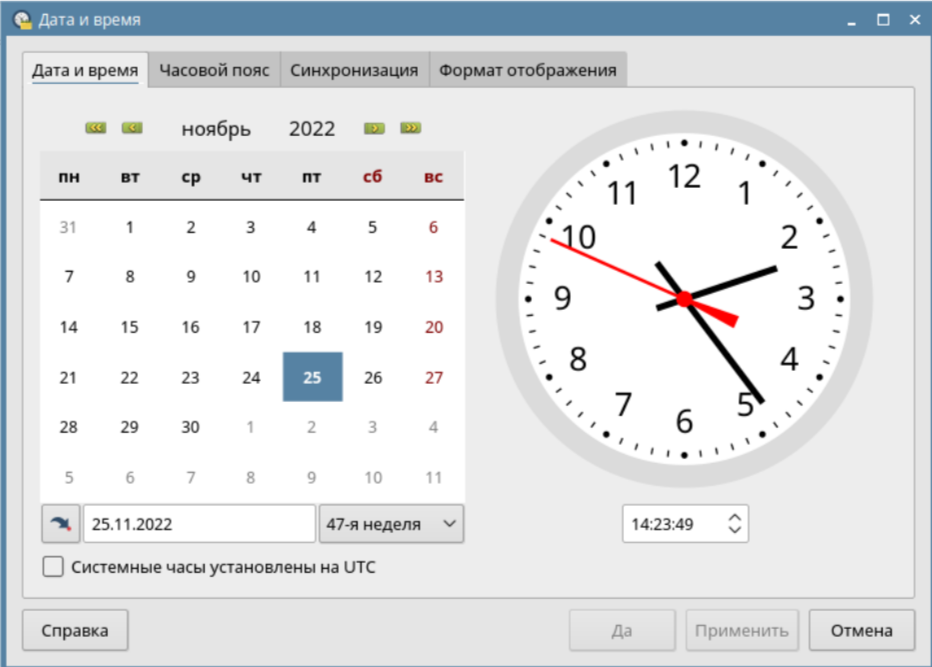 Дата и время
Дата и время Часовой пояс Синхронизация Формат отображения
ноябрь 2022
пн вт ср чт пт сб вс
31 1 2 3 4 5 6
7 8 9 10 11 12 13
14 15 16 17 18 19 20
21 22 23 24 25 26 27
28 29 30 1 2 3 4
5 6 7 8 9 10 11
25.11.2022 47-я неделя
Системные часы установлены на UTC
12
11 1
10 2
9 3
8 4
7 5
6
14:23:49
Справка Да Применить Отмена